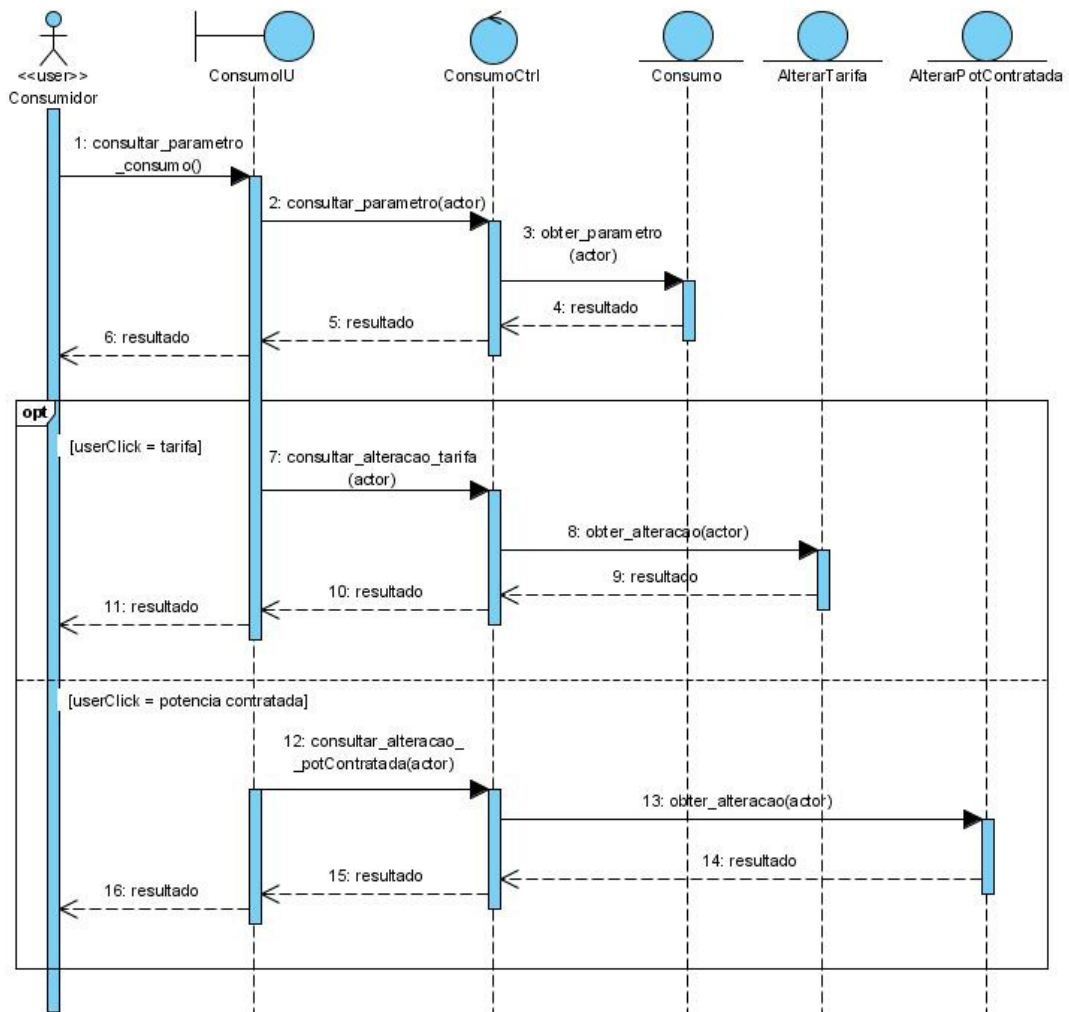 <<user>>
Consumidor
ConsumoIU
ConsumoCtrl
Consumo
AlterarTarifa
AlterarPotContratada
1: consultar_parametro
_consumo()
2: consultar_parametro(actor)
3: obter_parametro
(actor)
4: resultado
5: resultado
6: resultado
opt
[userClick = tarifa]
7: consultar_alteracao_tarifa
(actor)
8: obter_alteracao(actor)
9: resultado
10: resultado
11: resultado
[userClick = potencia contratada]
12: consultar_alteracao_
_potContratada(actor)
13: obter_alteracao(actor)
14: resultado
15: resultado
16: resultado